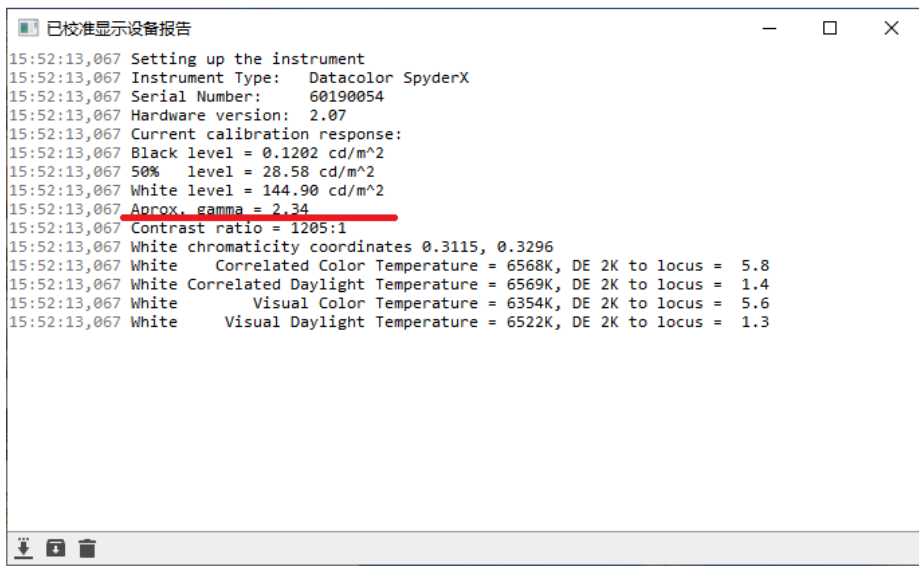 已校准显示设备报告
15:52:13,067 Setting up the instrument
15:52:13,067 Instrument Type:   Datacolor SpyderX
15:52:13,067 Serial Number:     60190054
15:52:13,067 Hardware version:  2.07
15:52:13,067 Current calibration response:
15:52:13,067 Black level = 0.1202 cd/m^2
15:52:13,067 50%   level = 28.58 cd/m^2
15:52:13,067 White level = 144.90 cd/m^2
15:52:13,067 Aprox. gamma = 2.34
15:52:13,067 Contrast ratio = 1205:1
15:52:13,067 White chromaticity coordinates 0.3115, 0.3296
15:52:13,067 White    Correlated Color Temperature = 6568K, DE 2K to locus =  5.8
15:52:13,067 White Correlated Daylight Temperature = 6569K, DE 2K to locus =  1.4
15:52:13,067 White        Visual Color Temperature = 6354K, DE 2K to locus =  5.6
15:52:13,067 White     Visual Daylight Temperature = 6522K, DE 2K to locus =  1.3